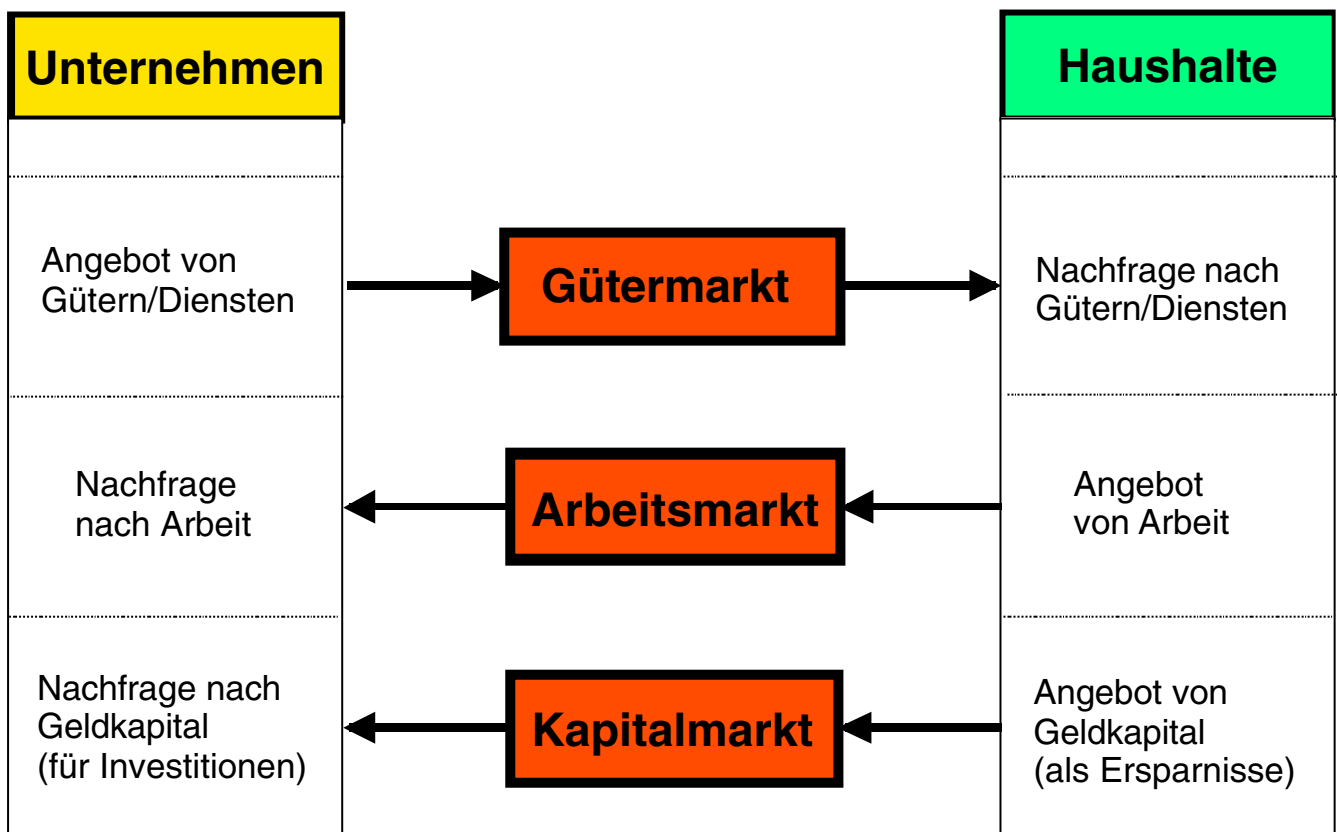 Unternehmen
Haushalte
Angebot von
Gütern/Diensten
Gütermarkt
Nachfrage nach
Gütern/Diensten
Nachfrage
nach Arbeit
Arbeitsmarkt
Angebot
von Arbeit
Nachfrage nach
Geldkapital
(für Investitionen)
Kapitalmarkt
Angebot von
Geldkapital
(als Ersparnisse)